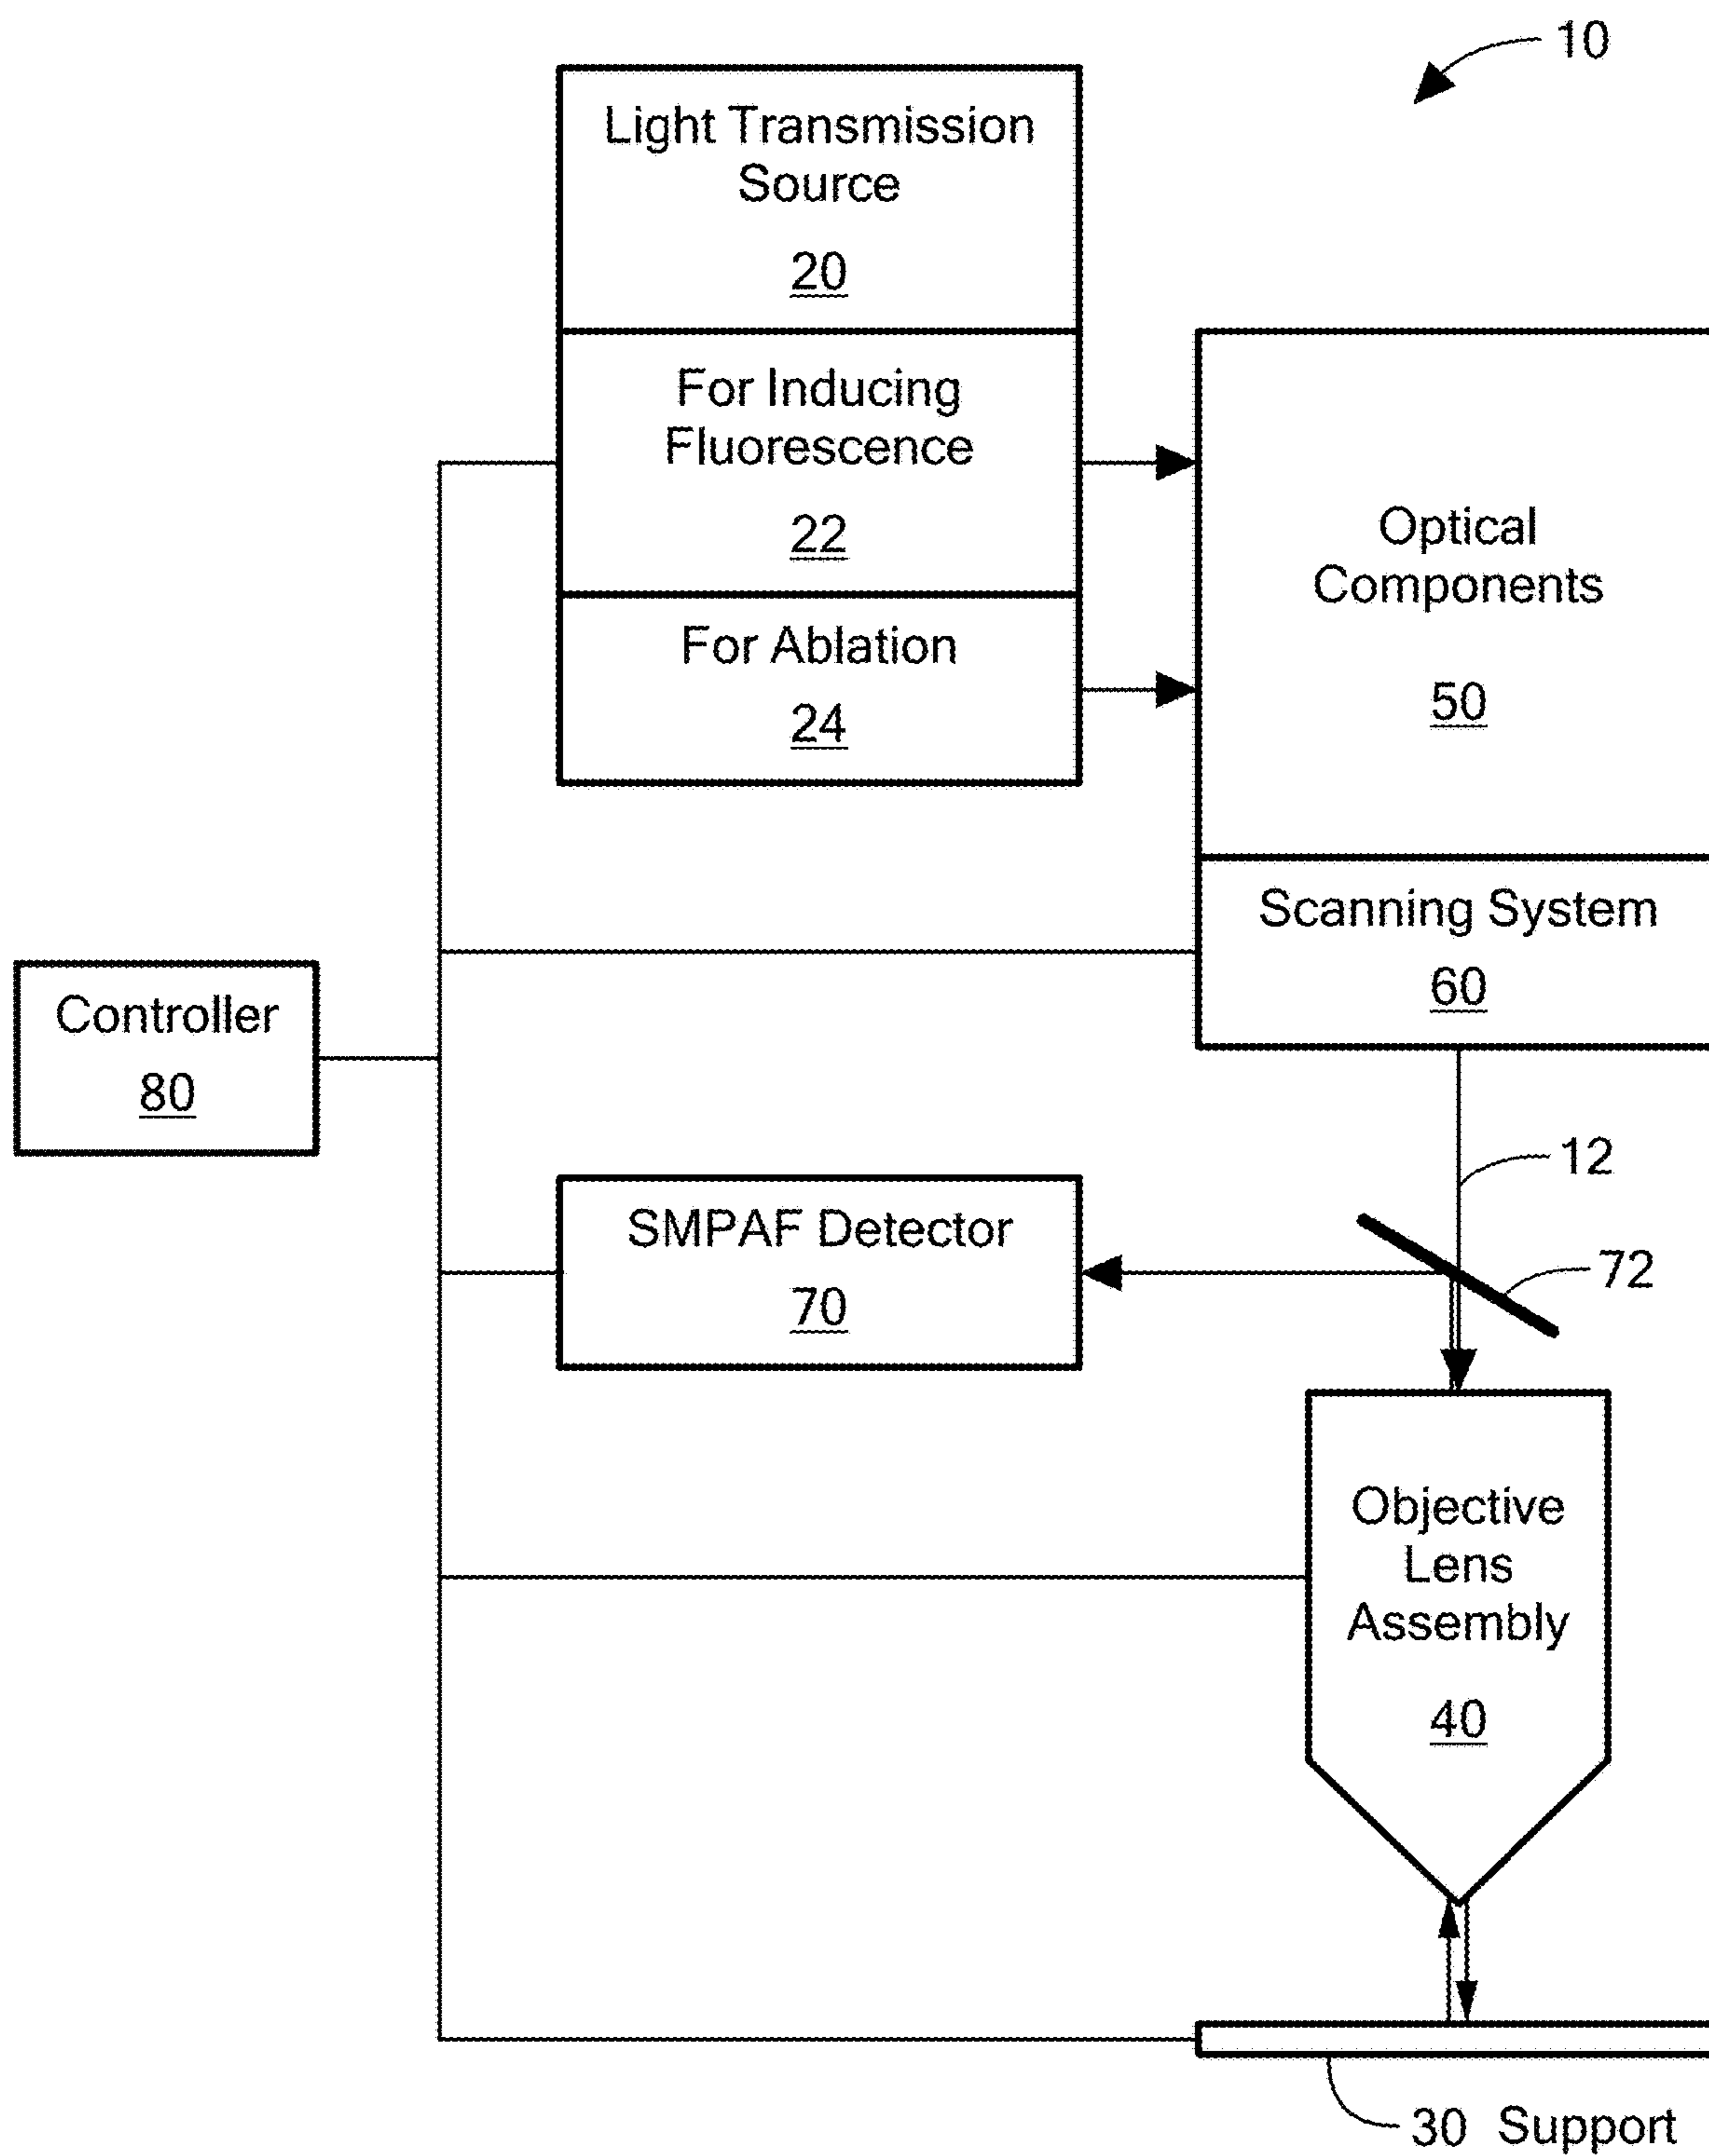 10
Light Transmission
Source
20
For Inducing
Fluorescence
22
For Ablation
24
Optical
Components
50
Scanning System
60
Controller
80
12
SMPAF Detector
70
72
Objective
Lens
Assembly
40
30 Support